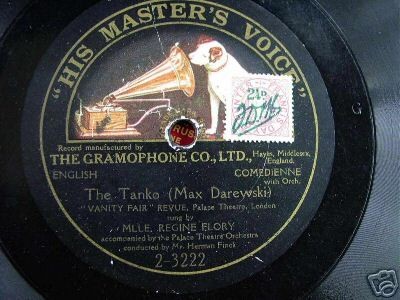 "HIS MASTER'S VOICE"
2½D
Record manufactured by
THE GRAMOPHONE CO., LTD., Hayes, Middlesex, England.
ENGLISH COMEDIENNE
with Orch.
The Tanko (Max Darewski)
"VANITY FAIR" REVUE, Palace Theatre, London
sung by
MLLE. REGINE FLORY
accompanied by the Palace Theatre Orchestra
conducted by Mr. Herman Finck
2-3222
G